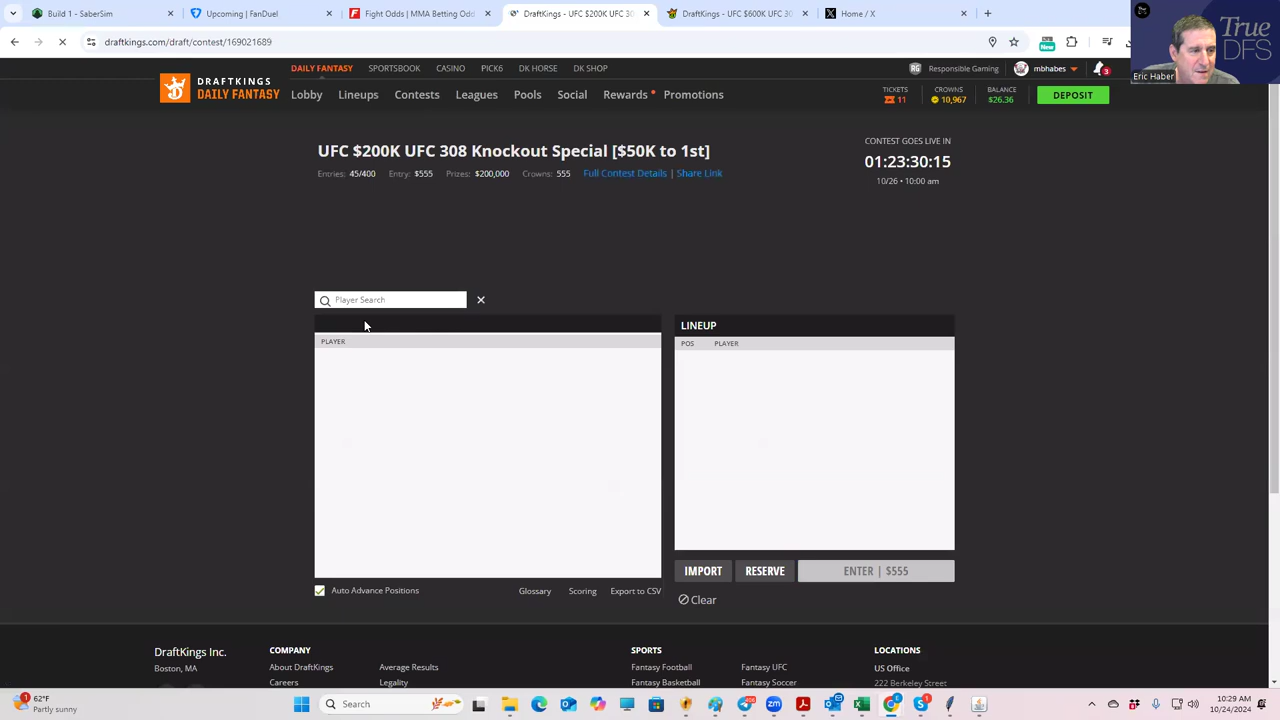 Build 1 - SaberSim
Upcoming | FanDuel
Fight Odds | MMA Betting Odd
DraftKings - UFC $200K UFC 30
DraftKings - UFC $600K UFC 30
Home / X
draftkings.com/draft/contest/169021689
New
True
DFS
Eric Haber
DAILY FANTASY
SPORTSBOOK
CASINO
PICK6
DK HORSE
DK SHOP
RG
Responsible Gaming
mbhabes
3
DRAFTKINGS
DAILY FANTASY
Lobby
Lineups
Contests
Leagues
Pools
Social
Rewards
Promotions
TICKETS
11
CROWNS
10,967
BALANCE
$26.36
DEPOSIT
UFC $200K UFC 308 Knockout Special [$50K to 1st]
Entries: 45/400 Entry: $555 Prizes: $200,000 Crowns: 555 Full Contest Details | Share Link
CONTEST GOES LIVE IN
01:23:30:15
10/26 • 10:00 am
Player Search
PLAYER
LINEUP
POS PLAYER
IMPORT
RESERVE
ENTER | $555
Auto Advance Positions
Glossary
Scoring
Export to CSV
Clear
DraftKings Inc.
Boston, MA
COMPANY
About DraftKings
Careers
Average Results
Legality
SPORTS
Fantasy Football
Fantasy Basketball
Fantasy UFC
Fantasy Soccer
LOCATIONS
US Office
222 Berkeley Street
1
62°F
Partly sunny
Search
10:29 AM
10/24/2024